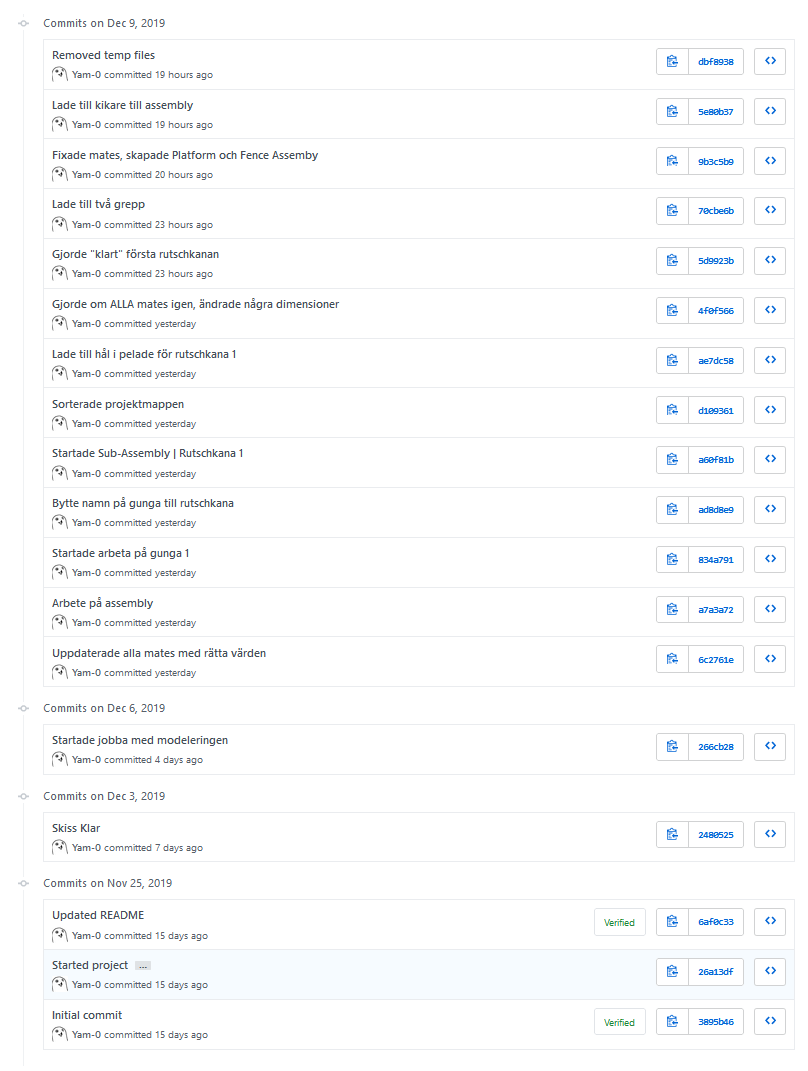 Commits on Dec 9, 2019
Removed temp files
Yam-0 committed 19 hours ago
dbf8938
Lade till kikare till assembly
Yam-0 committed 19 hours ago
5e80b37
Fixade mates, skapade Platform och Fence Assemby
Yam-0 committed 20 hours ago
9b3c5b9
Lade till två grepp
Yam-0 committed 23 hours ago
70cbe6b
Gjorde "klart" första rutschkanan
Yam-0 committed 23 hours ago
5d9923b
Gjorde om ALLA mates igen, ändrade några dimensioner
Yam-0 committed yesterday
4f0f566
Lade till hål i pelade för rutschkana 1
Yam-0 committed yesterday
ae7dc58
Sorterade projektmappen
Yam-0 committed yesterday
d109361
Startade Sub-Assembly | Rutschkana 1
Yam-0 committed yesterday
a60f81b
Bytte namn på gunga till rutschkana
Yam-0 committed yesterday
ad8d8e9
Startade arbeta på gunga 1
Yam-0 committed yesterday
834a791
Arbete på assembly
Yam-0 committed yesterday
a7a3a72
Uppdaterade alla mates med rätta värden
Yam-0 committed yesterday
6c2761e
Commits on Dec 6, 2019
Startade jobba med modeleringen
Yam-0 committed 4 days ago
266cb28
Commits on Dec 3, 2019
Skiss Klar
Yam-0 committed 7 days ago
2480525
Commits on Nov 25, 2019
Updated README
Yam-0 committed 15 days ago
Verified
6af0c33
Started project ...
Yam-0 committed 15 days ago
26a13df
Initial commit
Yam-0 committed 15 days ago
Verified
3895b46